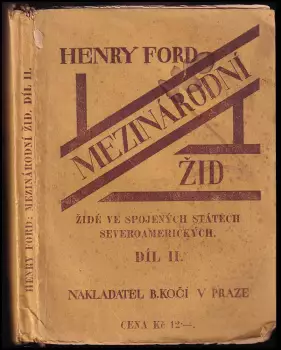 HENRY FORD: MEZINÁRODNÍ ŽID. DÍL II.
HENRY FORD
MEZINÁRODNÍ
ŽID
ŽIDÉ VE SPOJENÝCH STÁTECH
SEVEROAMERICKÝCH.
DÍL II.
NAKLADATEL B.KOČÍ V PRAZE
CENA Kč 12·—.